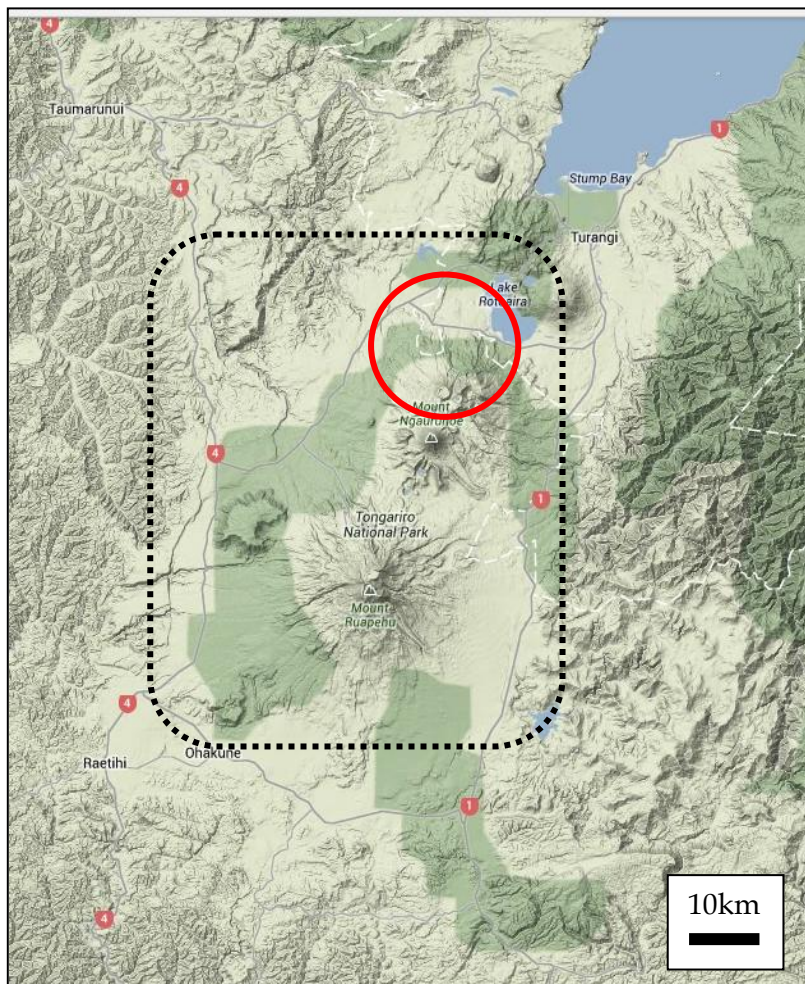 4
Taumarunui
1
4
Stump Bay
Turangi
Lake
Rotoaira
Mount
Ngauruhoe
4
1
Tongariro
National Park
Mount
Ruapehu
4
Raetihi
Ohakune
1
4
10km